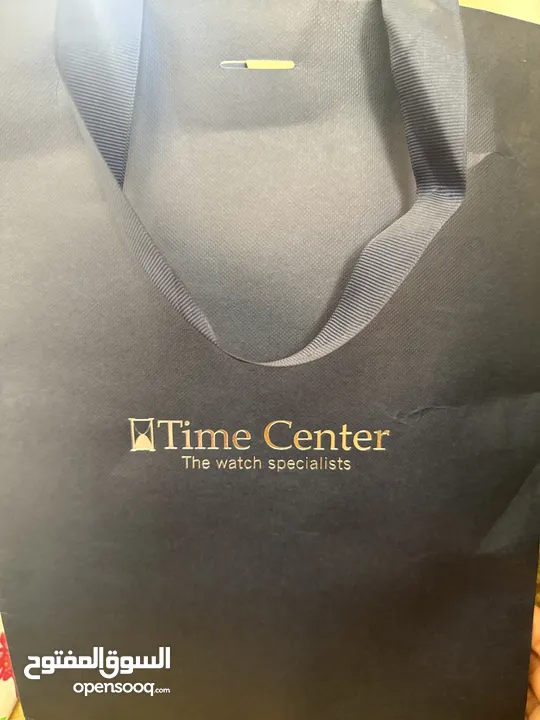 Time Center
The watch specialists
السوق المفتوح
opensooq.com